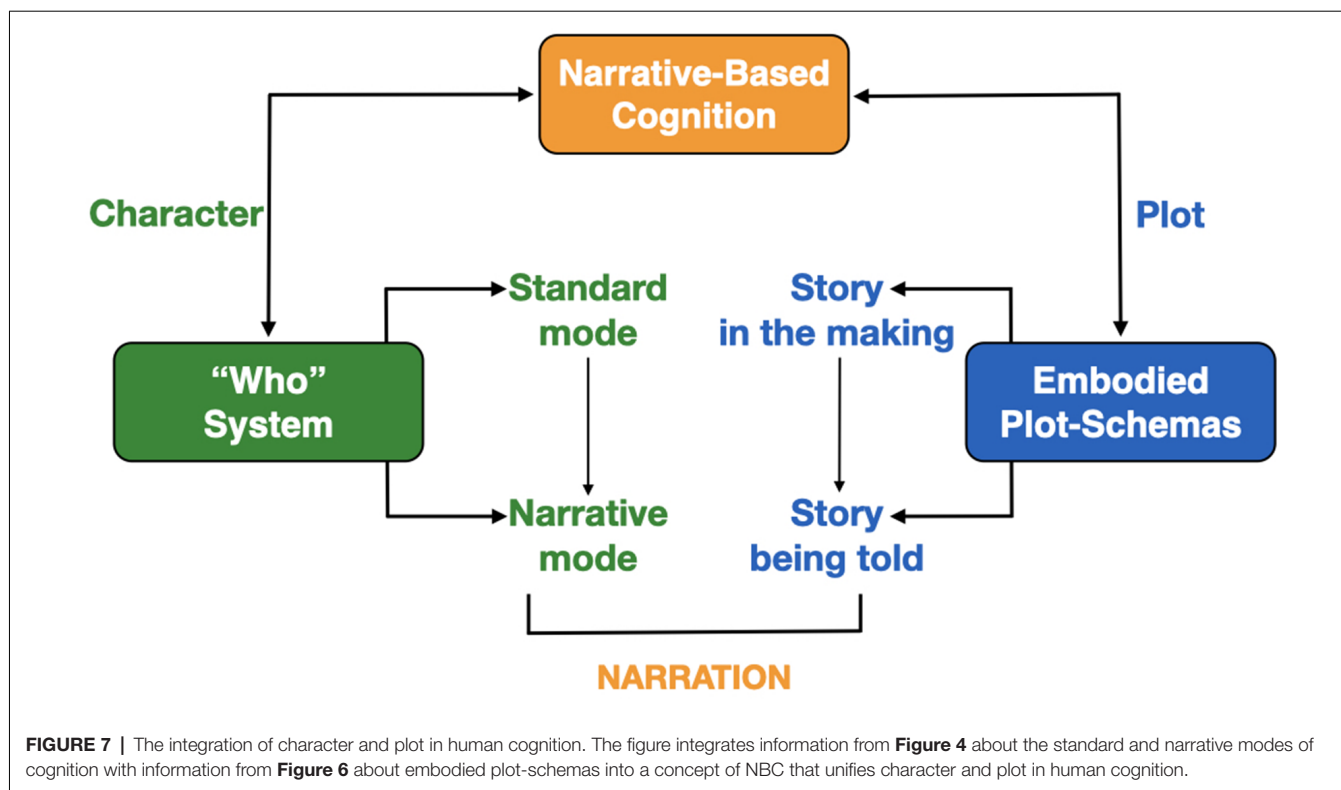 Narrative-Based
Cognition
Character
Plot
Standard
mode
Story
in the making
“Who”
System
Embodied
Plot-Schemas
Narrative
mode
Story
being told
NARRATION
FIGURE 7 | The integration of character and plot in human cognition. The figure integrates information from Figure 4 about the standard and narrative modes of
cognition with information from Figure 6 about embodied plot-schemas into a concept of NBC that unifies character and plot in human cognition.